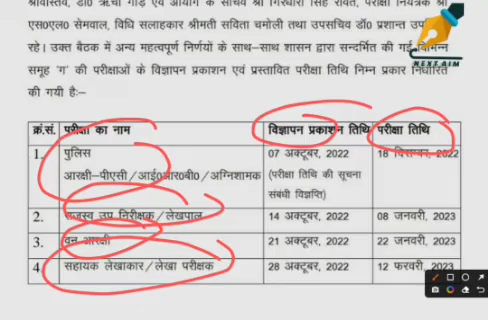 श्रीवास्तव, डॉ0 ऋचा गौड़ एवं आयोग के सचिव श्री गिरधारी सिंह रावत, परीक्षा नियंत्रक श्री
एस0एल0 सेमवाल, विधि सलाहकार श्रीमती सविता चमोली तथा उपसचिव डॉ0 प्रशान्त उप
रहे। उक्त बैठक में अन्य महत्वपूर्ण निर्णयों के साथ–साथ शासन द्वारा सन्दर्भित की गई विभिन्न
NEXT AIM
समूह 'ग' की परीक्षाओं के विज्ञापन प्रकाशन एवं प्रस्तावित परीक्षा तिथि निम्न प्रकार निर्धारित
की गयी है:–
क्रं.सं. परीक्षा का नाम विज्ञापन प्रकाशन तिथि परीक्षा तिथि
1. पुलिस 07 अक्टूबर, 2022 18 दिसम्बर, 2022
आरक्षी–पीएसी/आई0आर0बी0/अग्निशामक (परीक्षा तिथि की सूचना
संबंधी विज्ञप्ति)
2. राजस्व उप निरीक्षक/लेखपाल 14 अक्टूबर, 2022 08 जनवरी, 2023
3. वन आरक्षी 21 अक्टूबर, 2022 22 जनवरी, 2023
4. सहायक लेखाकार/लेखा परीक्षक 28 अक्टूबर, 2022 12 फरवरी, 2023